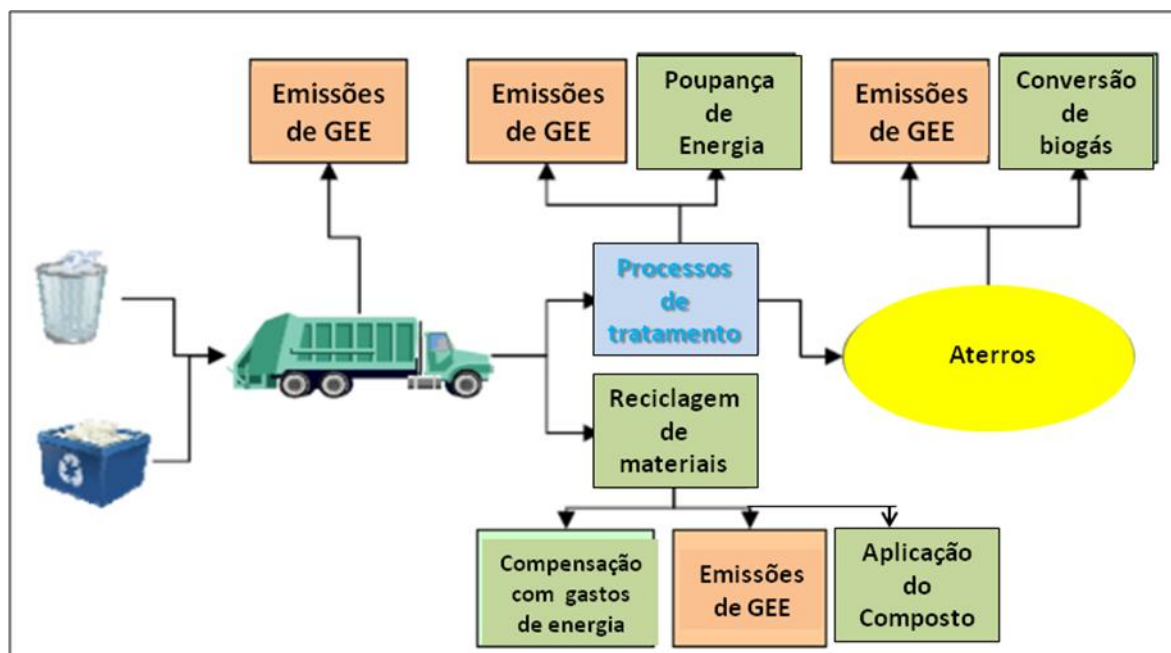 Emissões
de GEE
Emissões
de GEE
Poupança
de
Energia
Emissões
de GEE
Conversão
de
biogás
Processos
de
tratamento
Aterros
Reciclagem
de
materiais
Compensação
com gastos
de energia
Emissões
de GEE
Aplicação
do
Composto